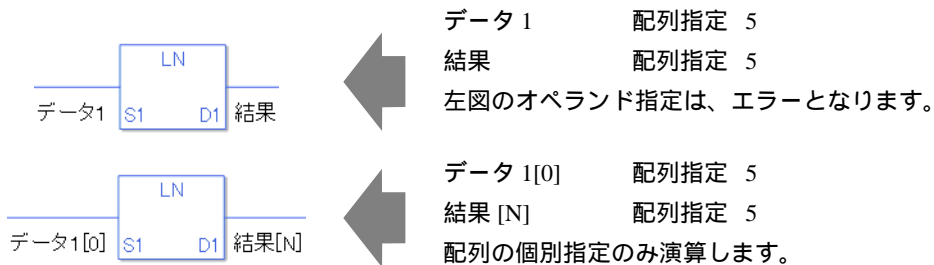 データ 1 配列指定 5
結果 配列指定 5
左図のオペランド指定は、エラーとなります。
LN
データ1 S1 D1 結果
データ 1[0] 配列指定 5
結果 [N] 配列指定 5
配列の個別指定のみ演算します。
LN
データ1[0] S1 D1 結果[N]